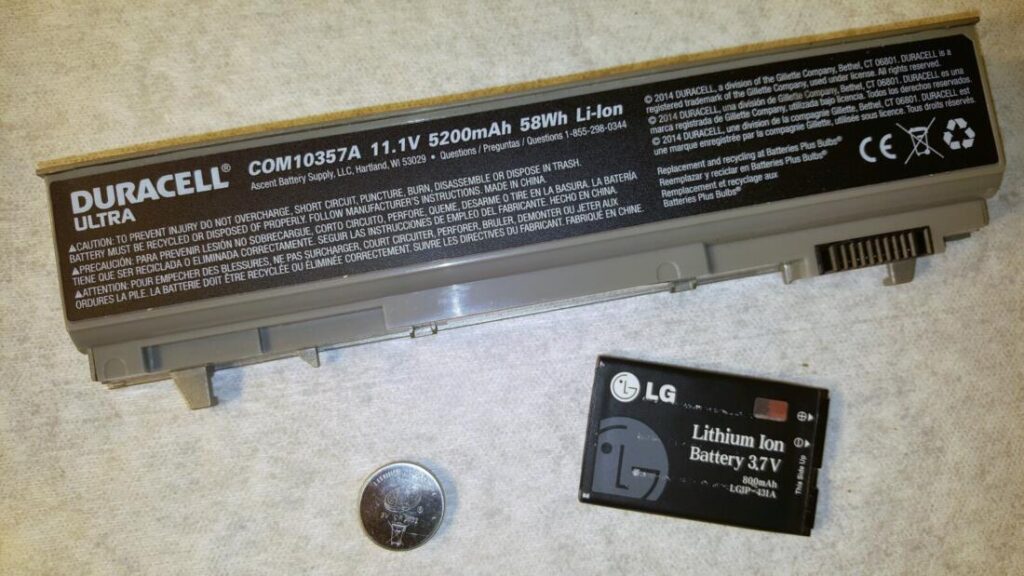 DURACELL®
ULTRA
COM10357A 11.1V 5200mAh 58Wh Li-Ion
Ascent Battery Supply, LLC, Hartland, WI 53029 • Questions / Preguntas / Questions 1-855-298-0344
⚠CAUTION: TO PREVENT INJURY DO NOT OVERCHARGE, SHORT CIRCUIT, PUNCTURE, BURN, DISASSEMBLE OR DISPOSE IN TRASH.
BATTERY MUST BE RECYCLED OR DISPOSED OF PROPERLY. FOLLOW MANUFACTURER'S INSTRUCTIONS. MADE IN CHINA.
⚠PRECAUCIÓN: PARA PREVENIR LESIÓN NO SOBRECARGUE, CORTO CIRCUITO, PERFORE, QUEME, DESARME O TIRE EN LA BASURA. LA BATERÍA
TIENE QUE SER RECICLADA O ELIMINADA CORRECTAMENTE. SEGUIR LAS INSTRUCCIONES DE EMPLEO DEL FABRICANTE. HECHO EN CHINA.
⚠ATTENTION: POUR EMPÊCHER DES BLESSURES, NE PAS SURCHARGER, COURT CIRCUITER, PERFORER, BRULER, DEMONTER OU JETER AUX
ORDURES LA PILE. LA BATTERIE DOIT ÊTRE RECYCLÉE OU ÉLIMINÉE CORRECTEMENT. SUIVRE LES DIRECTIVES DU FABRICANT. FABRIQUÉ EN CHINE.
© 2014 DURACELL, a division of the Gillette Company, Bethel, CT 06801. DURACELL is a
registered trademark of the Gillette Company, used under license. All rights reserved.
© 2014 DURACELL, una división de Gillette Company, Bethel, CT 06801. DURACELL es una
marca registrada de Gillette Company, utilizada bajo licencia. Todos los derechos reservados.
© 2014 DURACELL, une division de la compagnie Gillette, Bethel, CT 06801. DURACELL est
une marque enregistrée par Gillette Company, utilisée sous licence. Tous droits réservés.
Replacement and recycling at Batteries Plus Bulbs®
Reemplazar y reciclar en Batteries Plus Bulbs®
Remplacement et recyclage aux
Batteries Plus Bulbs®
CE
LG
Lithium Ion
Battery 3.7V
800mAh
LGIP-431A
This Side Up